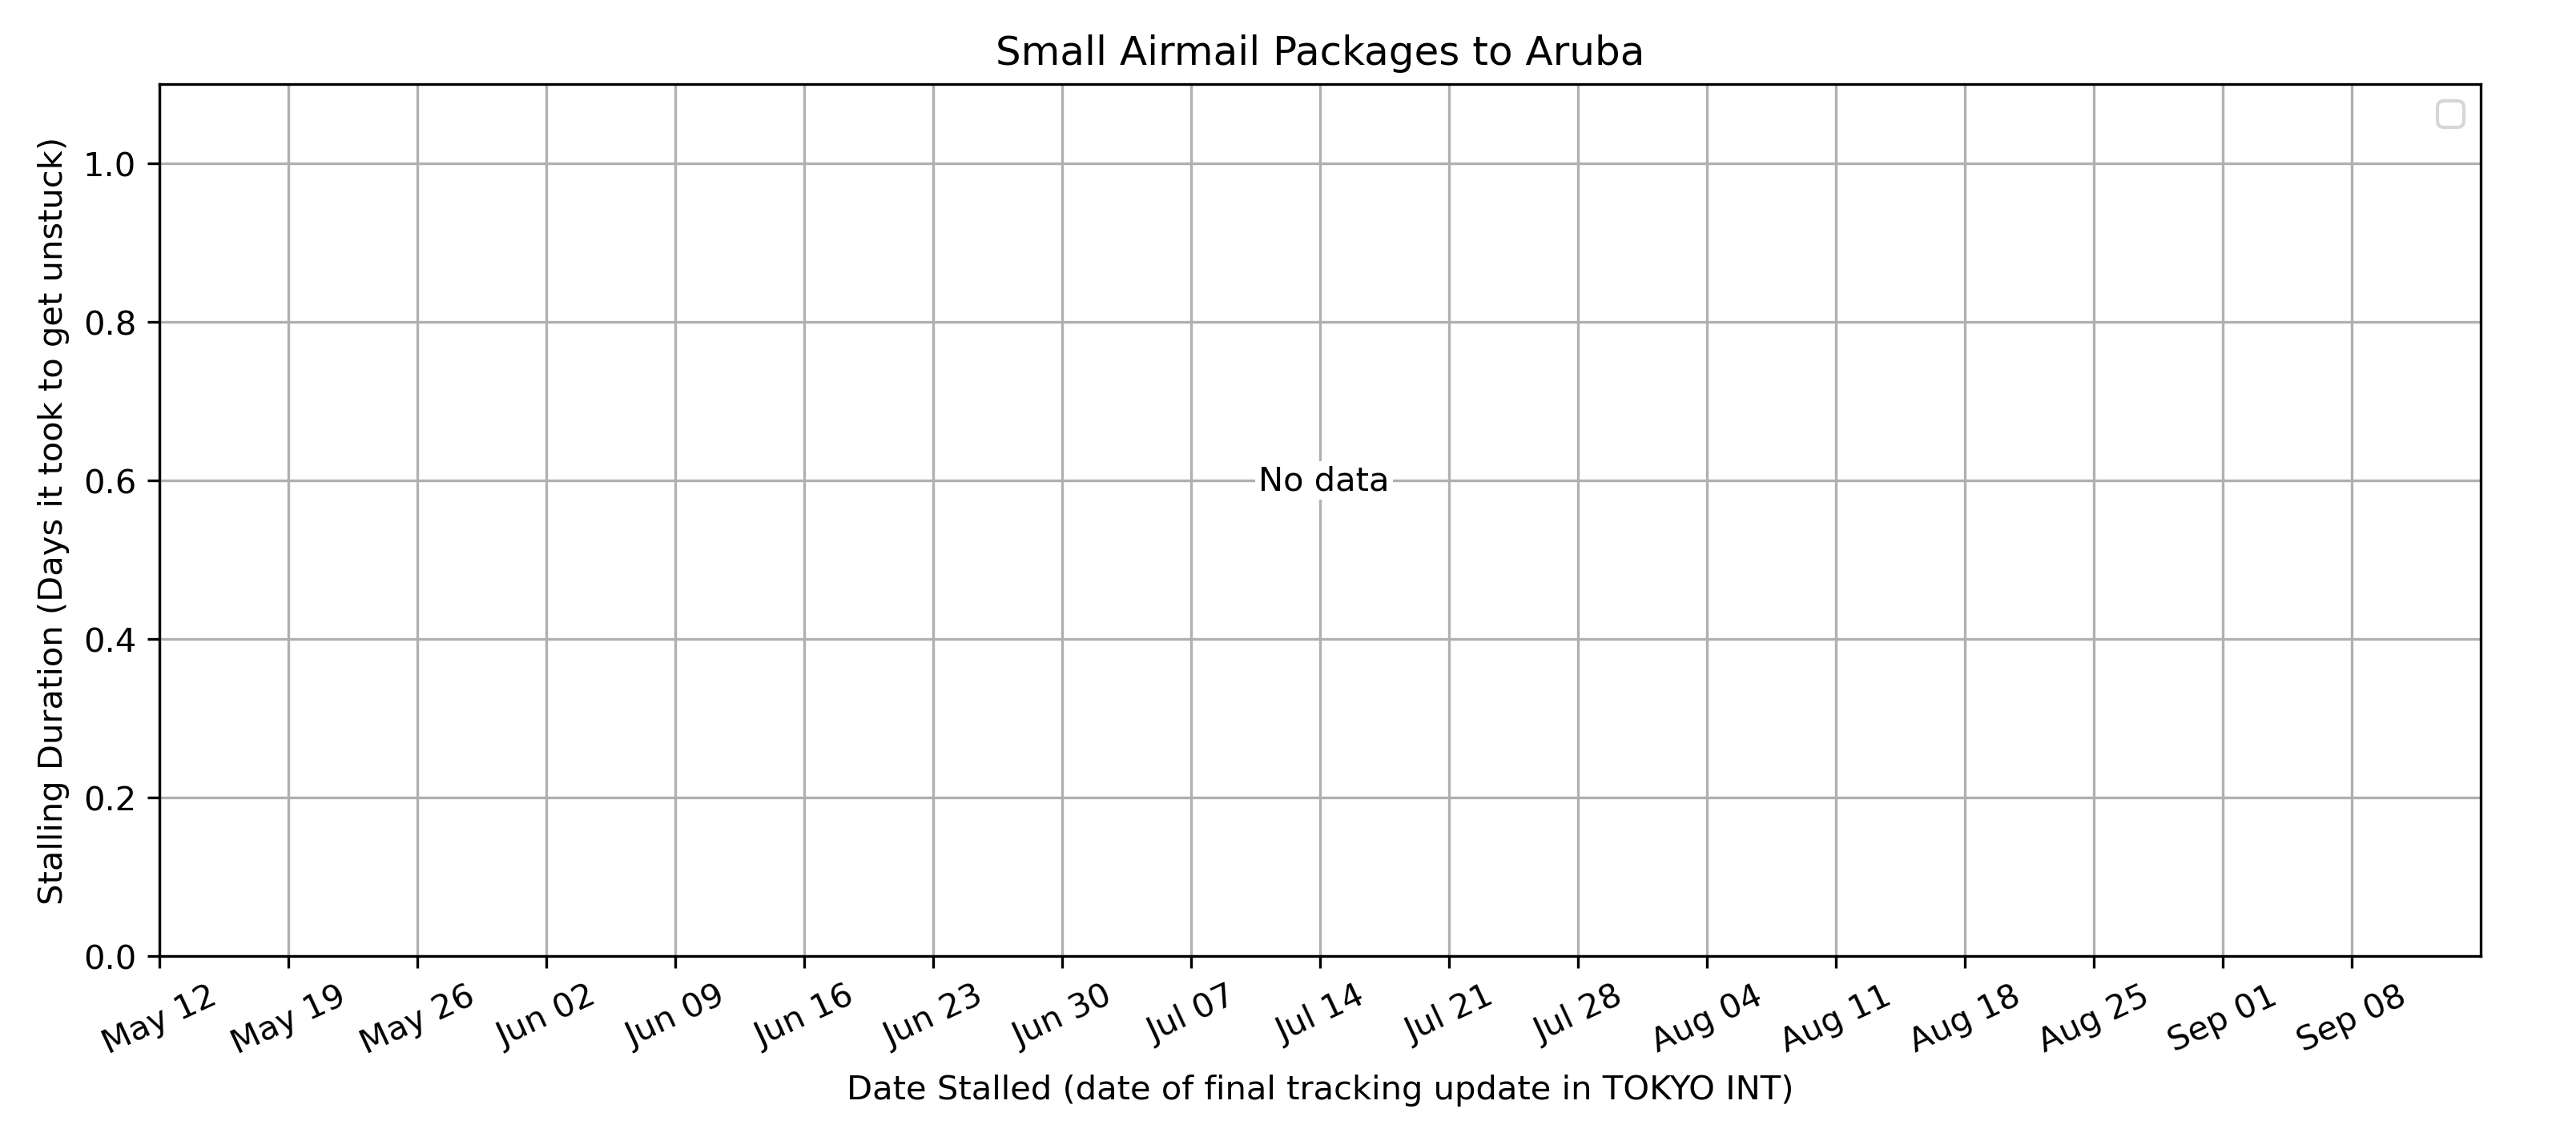 Small Airmail Packages to Aruba
Stalling Duration (Days it took to get unstuck)
1.0
0.8
0.6
0.4
0.2
0.0
No data
May 12
May 19
May 26
Jun 02
Jun 09
Jun 16
Jun 23
Jun 30
Jul 07
Jul 14
Jul 21
Jul 28
Aug 04
Aug 11
Aug 18
Aug 25
Sep 01
Sep 08
Date Stalled (date of final tracking update in TOKYO INT)